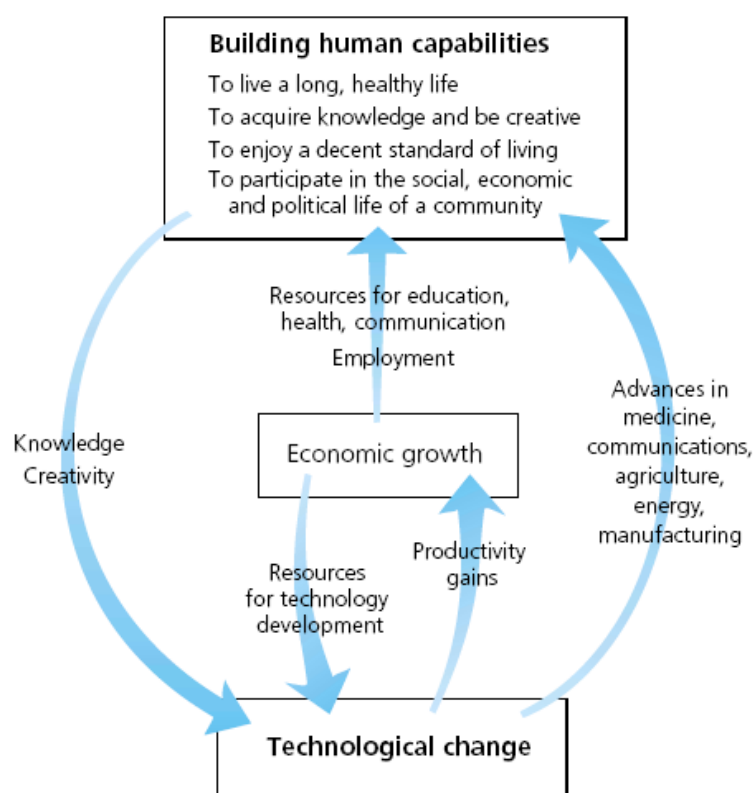 Building human capabilities
To live a long, healthy life
To acquire knowledge and be creative
To enjoy a decent standard of living
To participate in the social, economic
and political life of a community
Resources for education,
health, communication
Employment
Advances in
medicine,
communications,
agriculture,
energy,
manufacturing
Knowledge
Creativity
Economic growth
Productivity
gains
Resources
for technology
development
Technological change